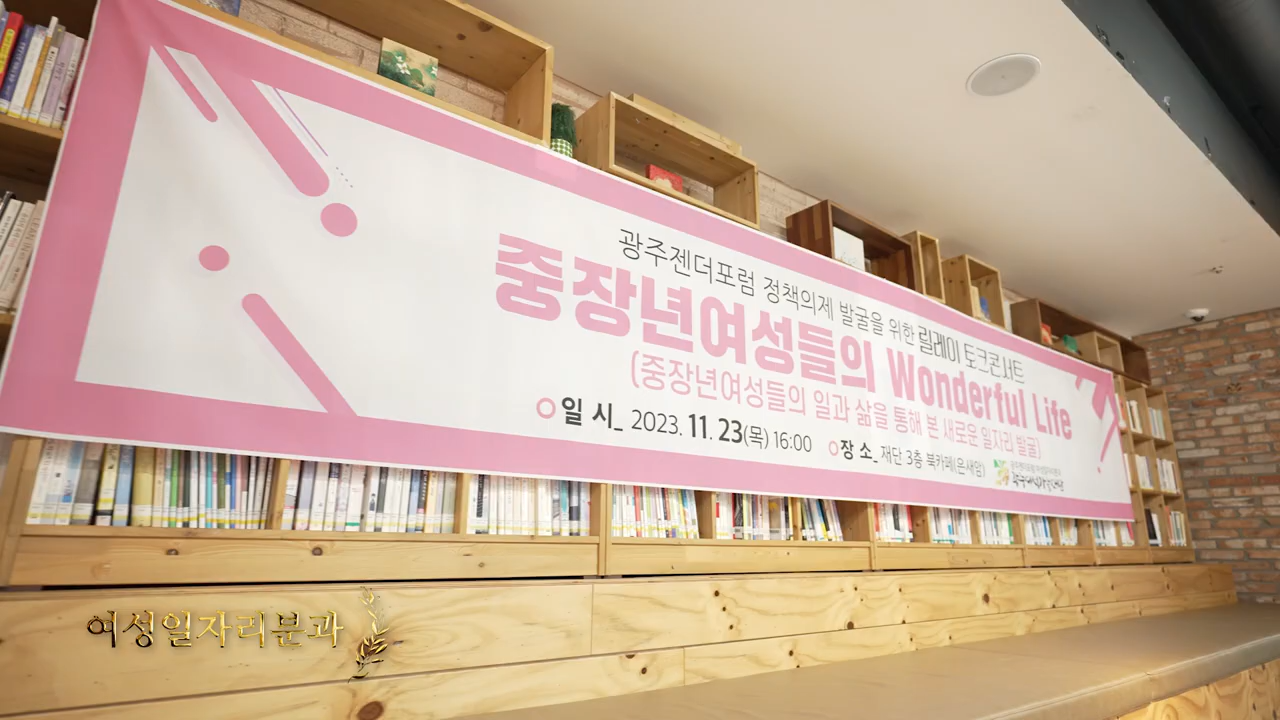 광주젠더포럼 정책의제 발굴을 위한 릴레이 토크콘서트
중장년여성들의 Wonderful Life
(중장년여성들의 일과 삶을 통해 본 새로운 일자리 발굴)
일 시_ 2023. 11. 23(목) 16:00 장 소_ 재단 3층 북카페(은새암)
여성일자리분과